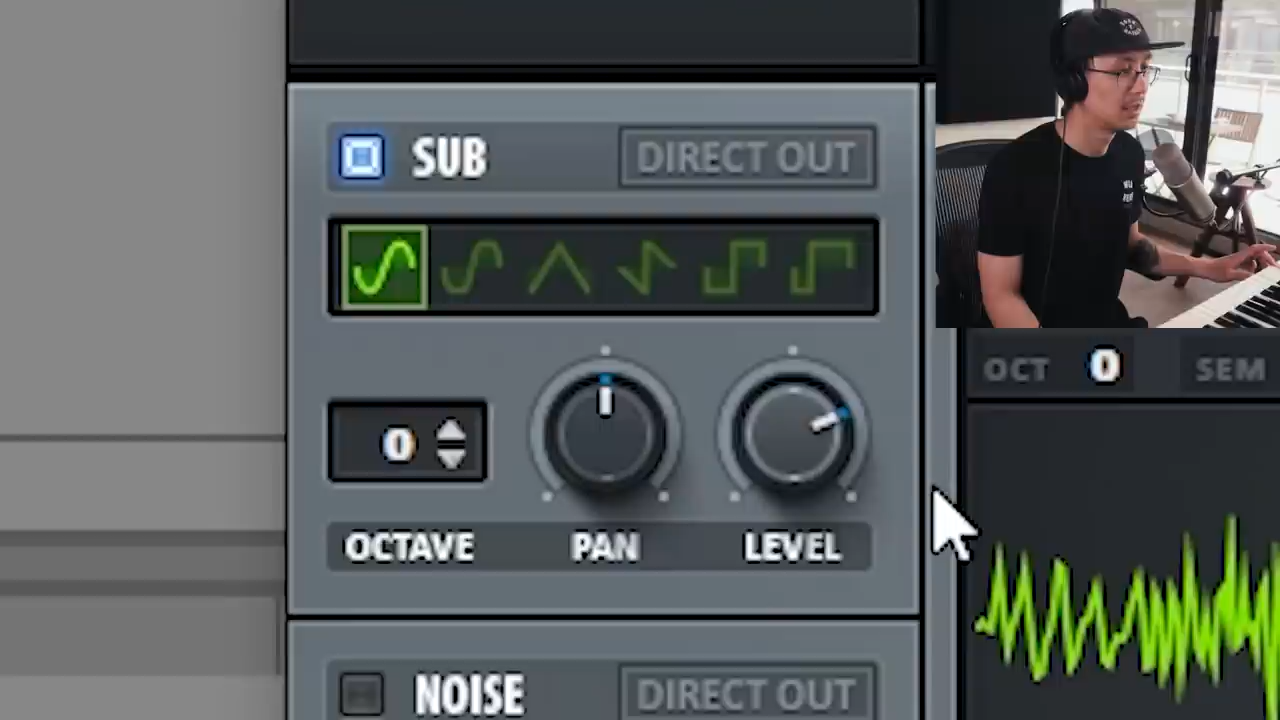 SUB DIRECT OUT
OCT 0 SEM
0
OCTAVE PAN LEVEL
NOISE DIRECT OUT